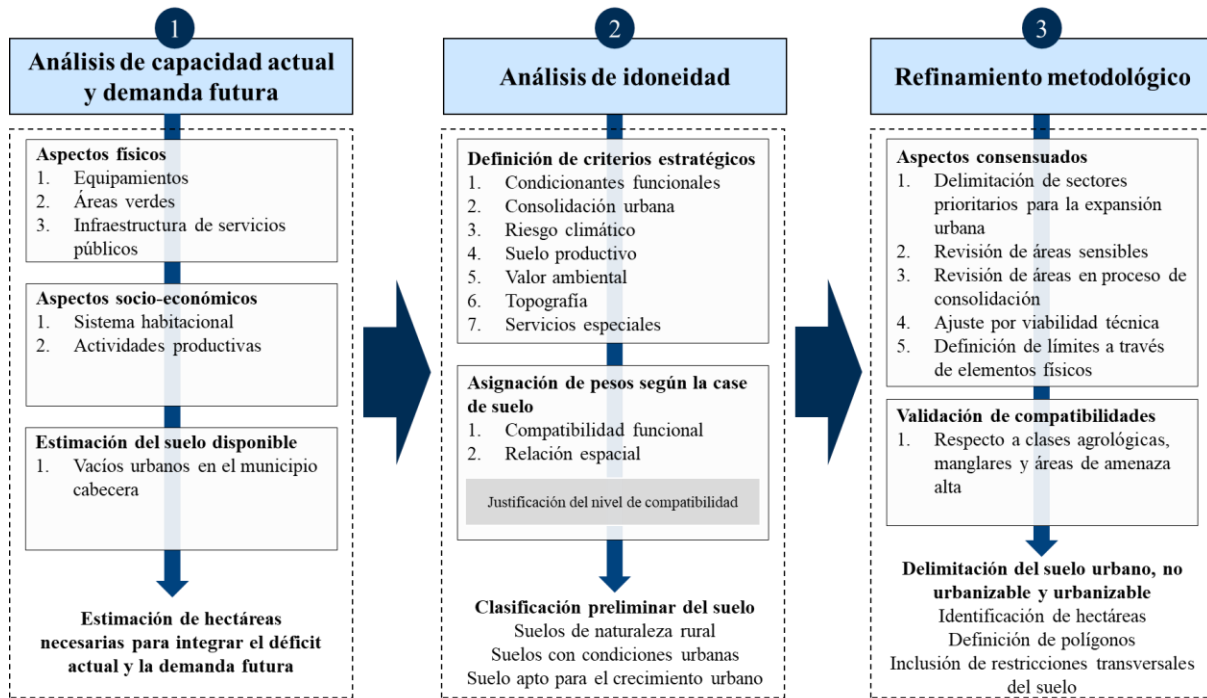 1
Análisis de capacidad actual
y demanda futura
Aspectos físicos
1. Equipamientos
2. Áreas verdes
3. Infraestructura de servicios
públicos
Aspectos socio-económicos
1. Sistema habitacional
2. Actividades productivas
Estimación del suelo disponible
1. Vacíos urbanos en el municipio
cabecera
Estimación de hectáreas
necesarias para integrar el déficit
actual y la demanda futura
2
Análisis de idoneidad
Definición de criterios estratégicos
1. Condicionantes funcionales
2. Consolidación urbana
3. Riesgo climático
4. Suelo productivo
5. Valor ambiental
6. Topografía
7. Servicios especiales
Asignación de pesos según la case
de suelo
1. Compatibilidad funcional
2. Relación espacial
Justificación del nivel de compatibilidad
Clasificación preliminar del suelo
Suelos de naturaleza rural
Suelos con condiciones urbanas
Suelo apto para el crecimiento urbano
3
Refinamiento metodológico
Aspectos consensuados
1. Delimitación de sectores
prioritarios para la expansión
urbana
2. Revisión de áreas sensibles
3. Revisión de áreas en proceso de
consolidación
4. Ajuste por viabilidad técnica
5. Definición de límites a través
de elementos físicos
Validación de compatibilidades
1. Respecto a clases agrológicas,
manglares y áreas de amenaza
alta
Delimitación del suelo urbano, no
urbanizable y urbanizable
Identificación de hectáreas
Definición de polígonos
Inclusión de restricciones transversales
del suelo